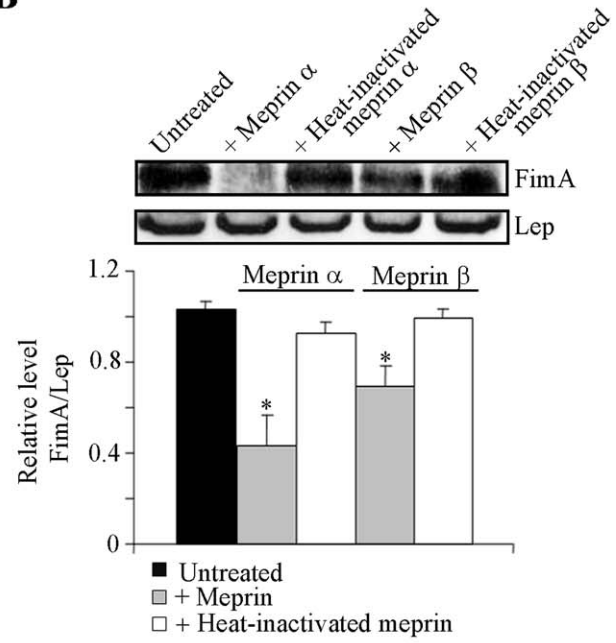 B
Untreated
+ Meprin α
+ Heat-inactivated
meprin α
+ Meprin β
+ Heat-inactivated
meprin β
FimA
Lep
1.2
Meprin α
Meprin β
0.8
*
*
Relative level
FimA/Lep
0.4
0
Untreated
+ Meprin
+ Heat-inactivated meprin